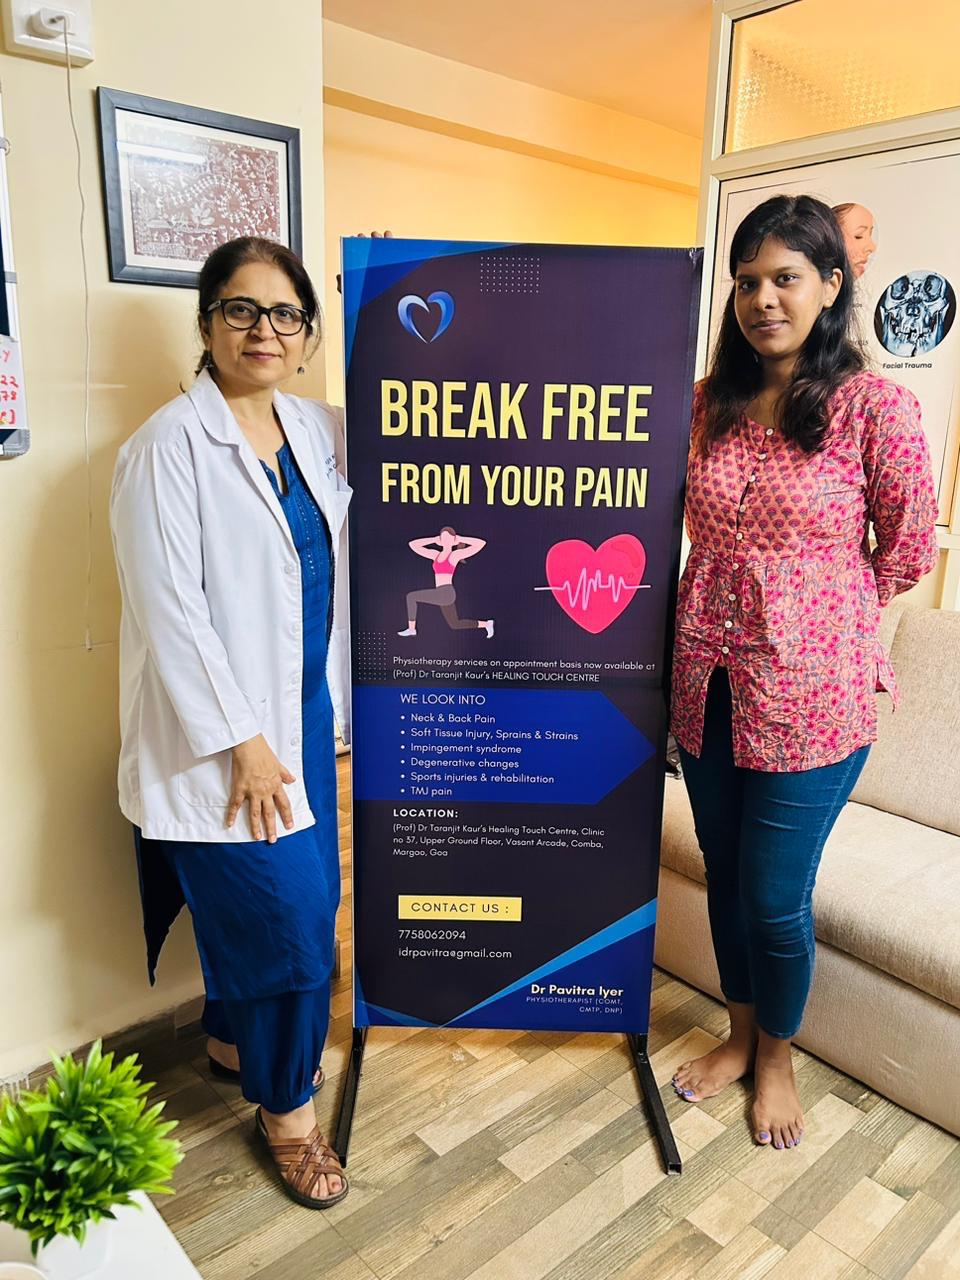 BREAK FREE
FROM YOUR PAIN
Physiotherapy services on appointment basis now available at
(Prof) Dr Taranjit Kaur's HEALING TOUCH CENTRE
WE LOOK INTO
• Neck & Back Pain
• Soft Tissue Injury, Sprains & Strains
• Impingement syndrome
• Degenerative changes
• Sports injuries & rehabilitation
• TMJ pain
LOCATION:
(Prof) Dr Taranjit Kaur's Healing Touch Centre, Clinic
no 37, Upper Ground Floor, Vasant Arcade, Comba,
Margao, Goa
CONTACT US :
7758062094
idrpavitra@gmail.com
Dr Pavitra Iyer
PHYSIOTHERAPIST (COMT,
CMTP, DNP)
Facial Trauma